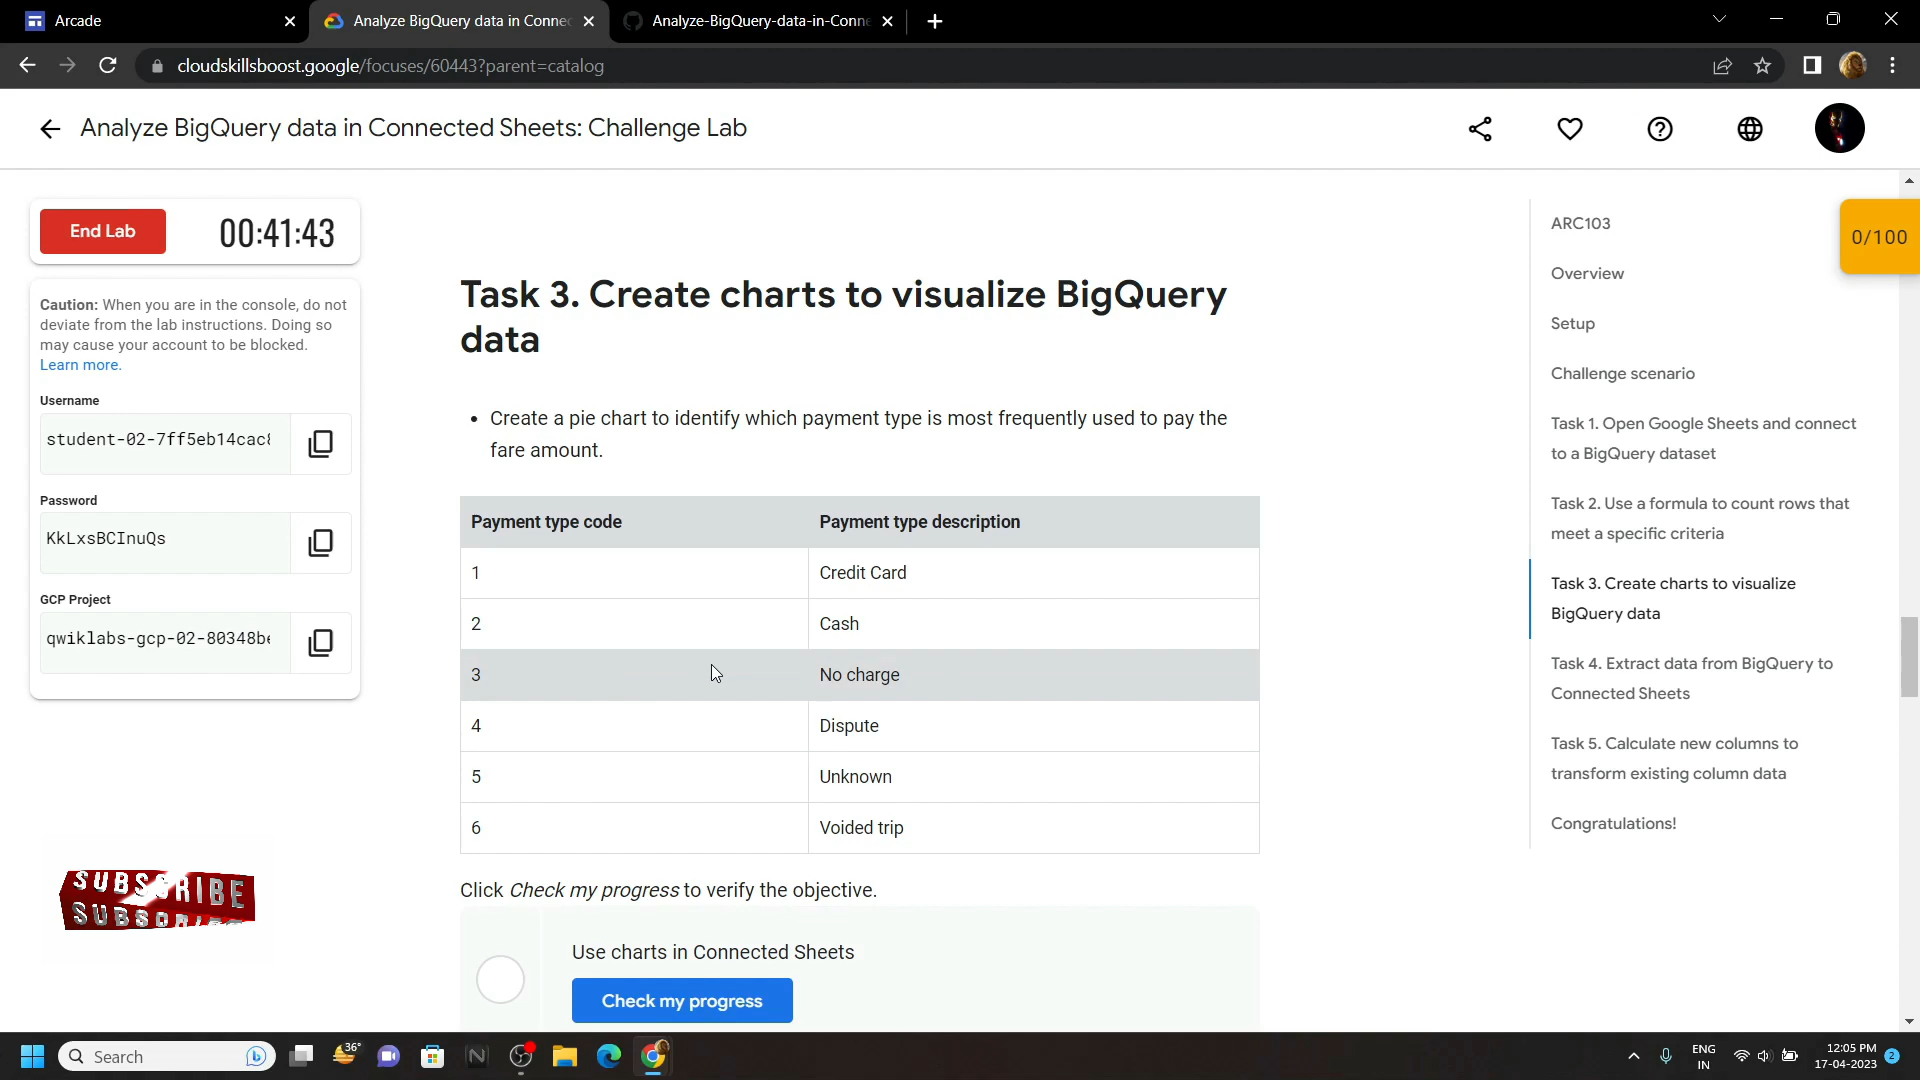 Arcade
Analyze BigQuery data in Connec
Analyze-BigQuery-data-in-Conne
cloudskillsboost.google/focuses/60443?parent=catalog
Analyze BigQuery data in Connected Sheets: Challenge Lab
End Lab
00:41:43
Caution: When you are in the console, do not
deviate from the lab instructions. Doing so
may cause your account to be blocked.
Learn more.
Username
student-02-7ff5eb14cac8
Password
KkLxsBCInuQs
GCP Project
qwiklabs-gcp-02-80348be
SUBSCRIBE
Task 3. Create charts to visualize BigQuery
data
• Create a pie chart to identify which payment type is most frequently used to pay the
fare amount.
Payment type code Payment type description
1 Credit Card
2 Cash
3 No charge
4 Dispute
5 Unknown
6 Voided trip
Click Check my progress to verify the objective.
Use charts in Connected Sheets
Check my progress
ARC103
Overview
Setup
Challenge scenario
Task 1. Open Google Sheets and connect
to a BigQuery dataset
Task 2. Use a formula to count rows that
meet a specific criteria
Task 3. Create charts to visualize
BigQuery data
Task 4. Extract data from BigQuery to
Connected Sheets
Task 5. Calculate new columns to
transform existing column data
Congratulations!
0/100
Search
36°
ENG
IN
12:05 PM
17-04-2023
2